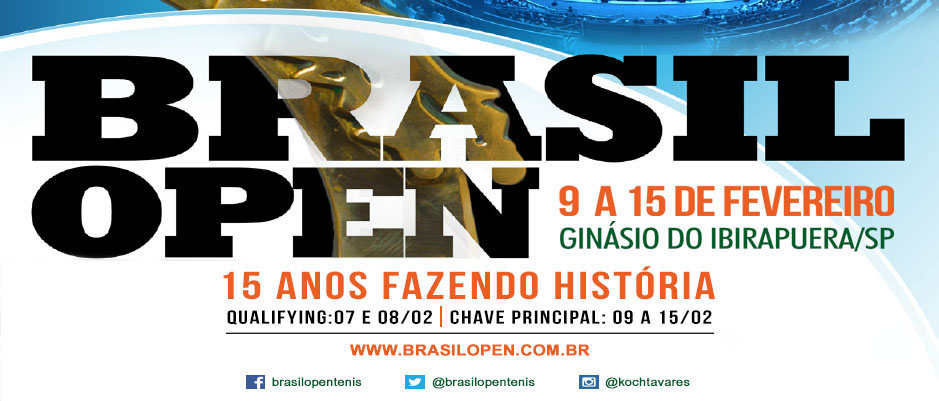 BRASIL
OPEN
9 A 15 DE FEVEREIRO
GINÁSIO DO IBIRAPUERA/SP
15 ANOS FAZENDO HISTÓRIA
QUALIFYING:07 E 08/02 | CHAVE PRINCIPAL: 09 A 15/02
WWW.BRASILOPEN.COM.BR
brasilopentenis @brasilopentenis @kochtavares